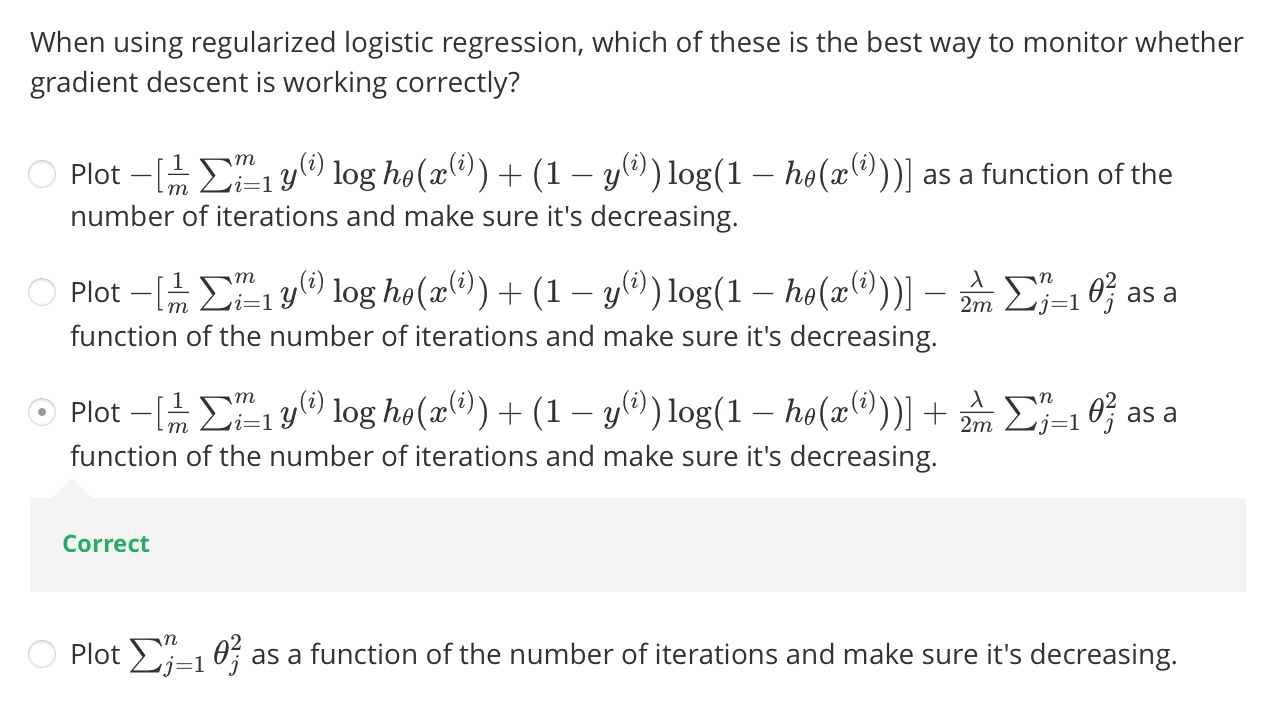 When using regularized logistic regression, which of these is the best way to monitor whether
gradient descent is working correctly?
Plot $-[\frac{1}{m} \sum_{i=1}^{m} y^{(i)} \log h_\theta(x^{(i)}) + (1 - y^{(i)}) \log(1 - h_\theta(x^{(i)}))]$ as a function of the
number of iterations and make sure it's decreasing.
Plot $-[\frac{1}{m} \sum_{i=1}^{m} y^{(i)} \log h_\theta(x^{(i)}) + (1 - y^{(i)}) \log(1 - h_\theta(x^{(i)}))] - \frac{\lambda}{2m} \sum_{j=1}^{n} \theta_j^2$ as a
function of the number of iterations and make sure it's decreasing.
Plot $-[\frac{1}{m} \sum_{i=1}^{m} y^{(i)} \log h_\theta(x^{(i)}) + (1 - y^{(i)}) \log(1 - h_\theta(x^{(i)}))] + \frac{\lambda}{2m} \sum_{j=1}^{n} \theta_j^2$ as a
function of the number of iterations and make sure it's decreasing.
Correct
Plot $\sum_{j=1}^{n} \theta_j^2$ as a function of the number of iterations and make sure it's decreasing.